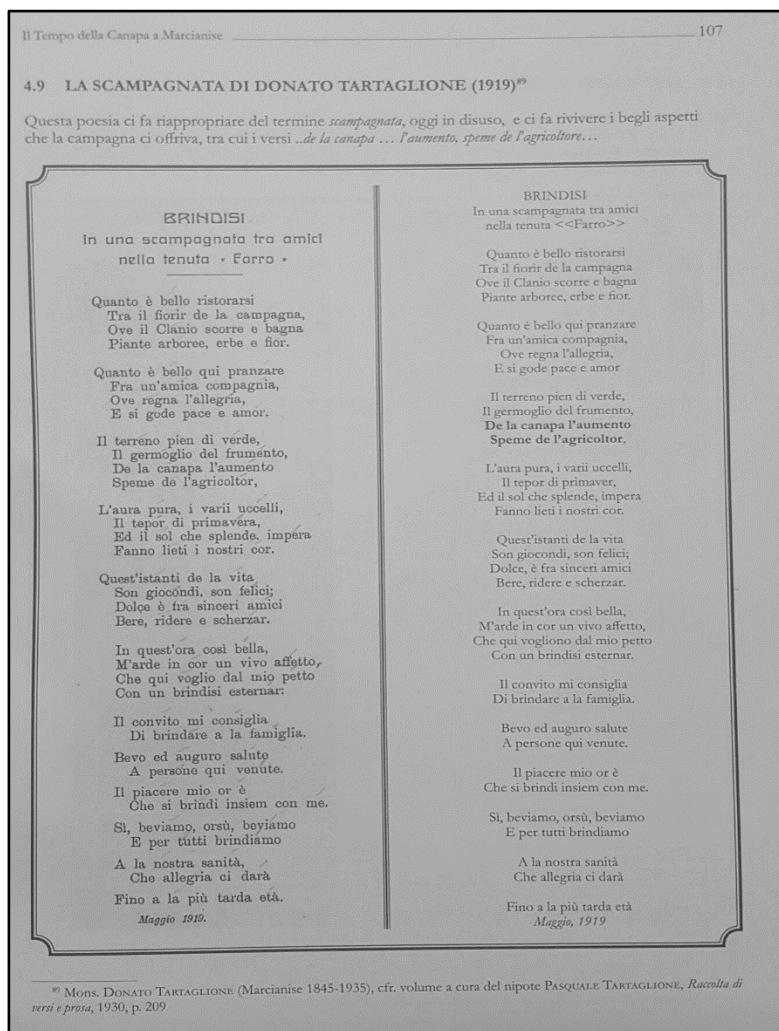 Il Tempo della Canapa a Marcianise 107
4.9 LA SCAMPAGNATA DI DONATO TARTAGLIONE (1919)⁸⁹
Questa poesia ci fa riappropriare del termine scampagnata, oggi in disuso, e ci fa rivivere i begli aspetti
che la campagna ci offriva, tra cui i versi ..de la canapa … l'aumento, speme de l'agricoltore…
BRINDISI
In una scampagnata tra amici
nella tenuta « Farro »
Quanto è bello ristorarsi
Tra il fiorir de la campagna,
Ove il Clanio scorre e bagna
Piante arboree, erbe e fior.
Quanto è bello qui pranzare
Fra un'amica compagnia,
Ove regna l'allegria,
E si gode pace e amor.
Il terreno pien di verde,
Il germoglio del frumento,
De la canapa l'aumento
Speme de l'agricoltor,
L'aura pura, i varii uccelli,
Il tepor di primavera,
Ed il sol che splende, impera
Fanno lieti i nostri cor.
Quest'istanti de la vita
Son giocondi, son felici;
Dolce è fra sinceri amici
Bere, ridere e scherzar.
In quest'ora così bella,
M'arde in cor un vivo affetto,
Che qui voglio dal mio petto
Con un brindisi esternar:
Il convito mi consiglia
Di brindare a la famiglia.
Bevo ed auguro salute
A persone qui venute.
Il piacere mio or è
Che si brindi insiem con me.
Sì, beviamo, orsù, beviamo
E per tutti brindiamo
A la nostra sanità,
Che allegria ci darà
Fino a la più tarda età.
Maggio 1919.
BRINDISI
In una scampagnata tra amici
nella tenuta <<Farro>>
Quanto è bello ristorarsi
Tra il fiorir de la campagna
Ove il Clanio scorre e bagna
Piante arboree, erbe e fior.
Quanto è bello qui pranzare
Fra un'amica compagnia,
Ove regna l'allegria,
E si gode pace e amor
Il terreno pien di verde,
Il germoglio del frumento,
De la canapa l'aumento
Speme de l'agricoltor,
L'aura pura, i varii uccelli,
Il tepor di primaver,
Ed il sol che splende, impera
Fanno lieti i nostri cor.
Quest'istanti de la vita
Son giocondi, son felici;
Dolce, è fra sinceri amici
Bere, ridere e scherzar.
In quest'ora così bella,
M'arde in cor un vivo affetto,
Che qui vogliono dal mio petto
Con un brindisi esternar.
Il convito mi consiglia
Di brindare a la famiglia.
Bevo ed auguro salute
A persone qui venute.
Il piacere mio or è
Che si brindi insiem con me.
Sì, beviamo, orsù, beviamo
E per tutti brindiamo
A la nostra sanità
Che allegria ci darà
Fino a la più tarda età
Maggio, 1919
⁸⁹ Mons. DONATO TARTAGLIONE (Marcianise 1845-1935), cfr. volume a cura del nipote PASQUALE TARTAGLIONE, Raccolta di
versi e prosa, 1930, p. 209